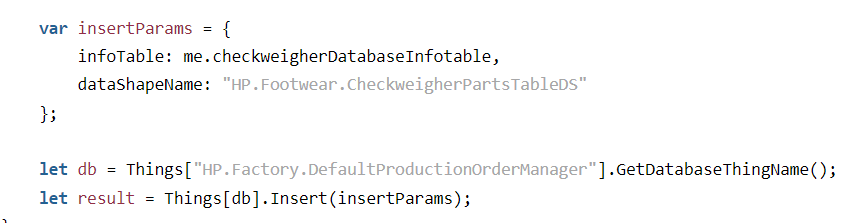 var insertParams = {
infoTable: me.checkweigherDatabaseInfotable,
dataShapeName: "HP.Footwear.CheckweigherPartsTableDS"
};
let db = Things["HP.Factory.DefaultProductionOrderManager"].GetDatabaseThingName();
let result = Things[db].Insert(insertParams);